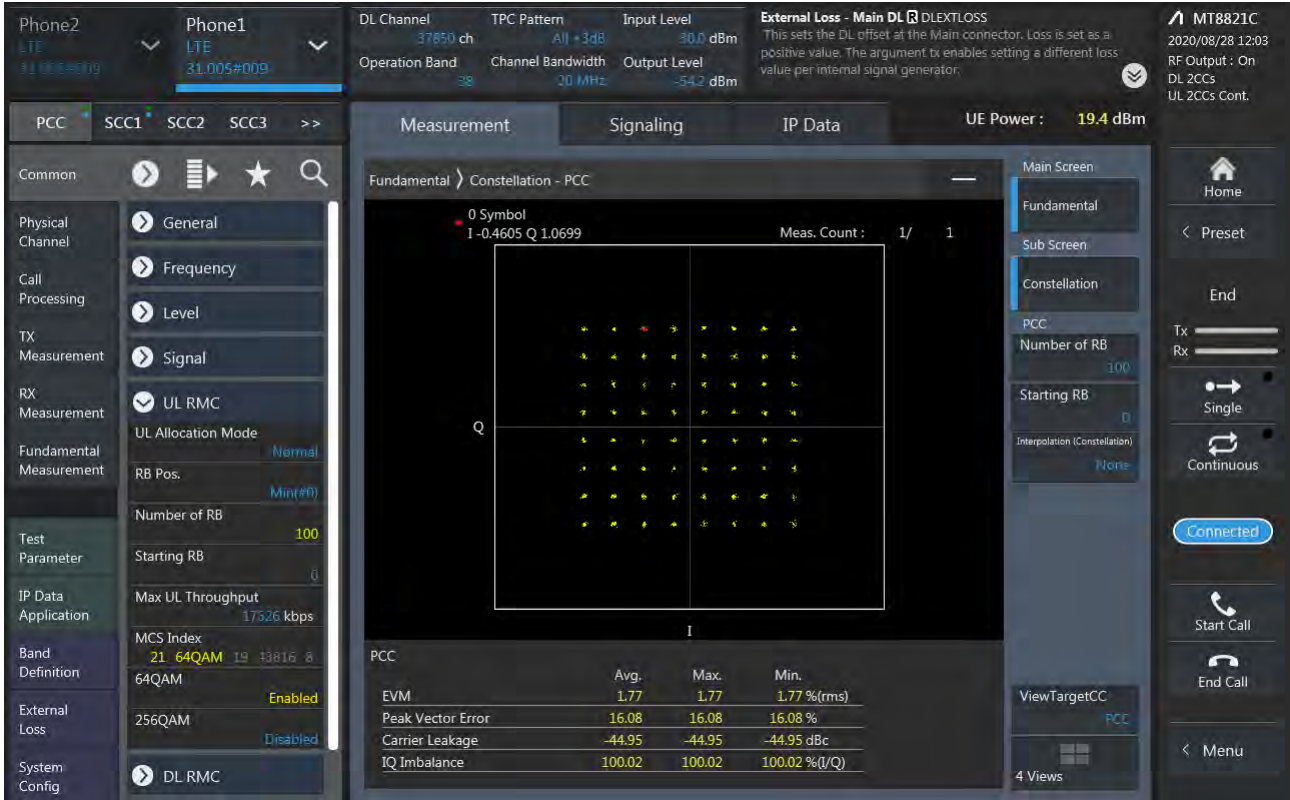 Phone2
LTE
31.005#009
Phone1
LTE
31.005#009
DL Channel
37850 ch
TPC Pattern
All +3dB
Input Level
30.0 dBm
Operation Band
38
Channel Bandwidth
20 MHz
Output Level
-54.2 dBm
External Loss - Main DL R DLEXTLOSS
This sets the DL offset at the Main connector. Loss is set as a
positive value. The argument tx enables setting a different loss
value per internal signal generator.
MT8821C
2020/08/28 12:03
RF Output : On
DL 2CCs
UL 2CCs Cont.
PCC SCC1 SCC2 SCC3 >>
Measurement
Signaling
IP Data
UE Power : 19.4 dBm
Common
Physical
Channel
Call
Processing
TX
Measurement
RX
Measurement
Fundamental
Measurement
Test
Parameter
IP Data
Application
Band
Definition
External
Loss
System
Config
General
Frequency
Level
Signal
UL RMC
UL Allocation Mode
Normal
RB Pos.
Min(#0)
Number of RB
100
Starting RB
0
Max UL Throughput
17326 kbps
MCS Index
21 64QAM 19 43816 8
64QAM
Enabled
256QAM
Disabled
DL RMC
Fundamental 〉 Constellation - PCC
0 Symbol
I -0.4605 Q 1.0699
Meas. Count : 1/ 1
Q
I
PCC
Avg. Max. Min.
EVM 1.77 1.77 1.77 %(rms)
Peak Vector Error 16.08 16.08 16.08 %
Carrier Leakage -44.95 -44.95 -44.95 dBc
IQ Imbalance 100.02 100.02 100.02 %(I/Q)
Main Screen
Fundamental
Sub Screen
Constellation
PCC
Number of RB
100
Starting RB
0
Interpolation (Constellation)
None
ViewTargetCC
PCC
4 Views
Home
< Preset
End
Tx
Rx
Single
Continuous
Connected
Start Call
End Call
< Menu